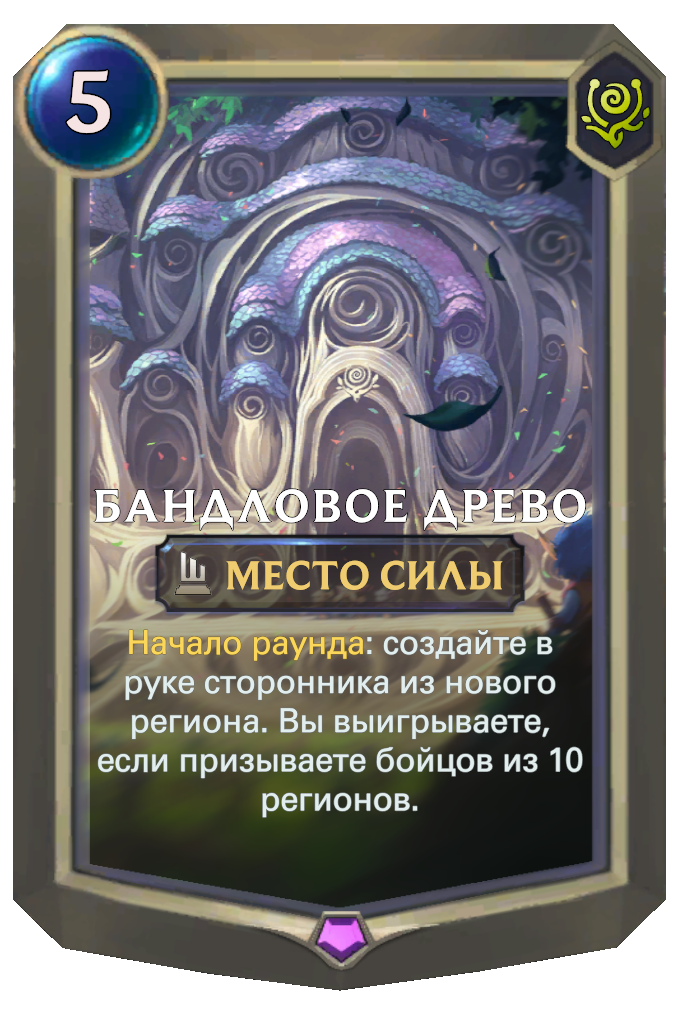 5
БАНДЛОВОЕ ДРЕВО
МЕСТО СИЛЫ
Начало раунда: создайте в
руке сторонника из нового
региона. Вы выигрываете,
если призываете бойцов из 10
регионов.